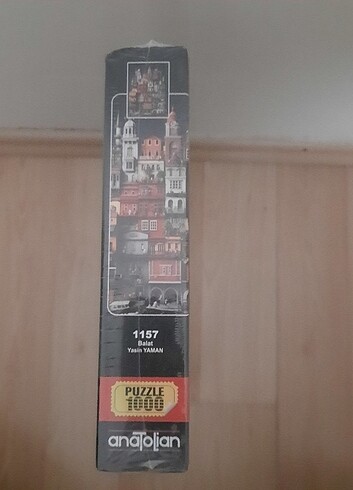 1157
Balat
Yasin YAMAN
PUZZLE
1000
anaTolian